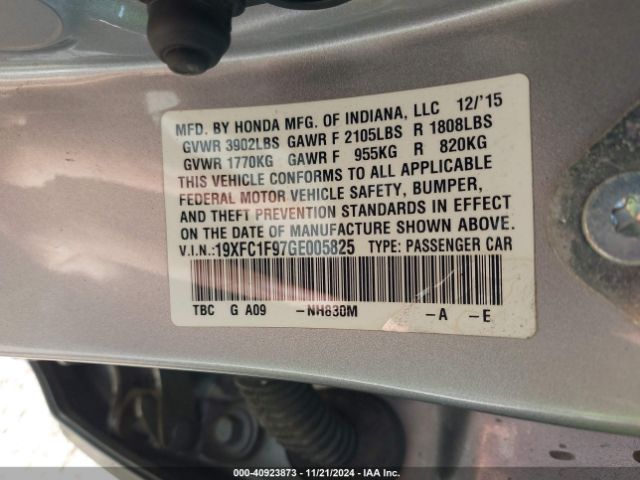 MFD. BY HONDA MFG. OF INDIANA, LLC 12/'15
GVWR 3902LBS GAWR F 2105LBS R 1808LBS
GVWR 1770KG GAWR F 955KG R 820KG
THIS VEHICLE CONFORMS TO ALL APPLICABLE
FEDERAL MOTOR VEHICLE SAFETY, BUMPER,
AND THEFT PREVENTION STANDARDS IN EFFECT
ON THE DATE OF MANUFACTURE SHOWN ABOVE.
V.I.N.:19XFC1F97GE005825 TYPE: PASSENGER CAR
TBC G A09 -NH830M -A -E
000-40923873 - 11/21/2024 - IAA Inc.